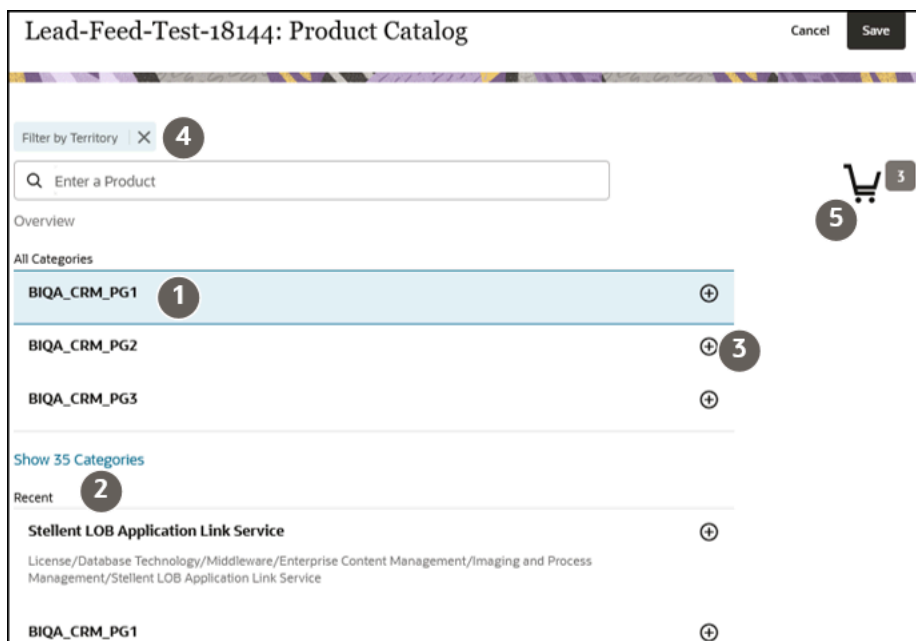 Lead-Feed-Test-18144: Product Catalog
Cancel
Save
Filter by Territory
4
Enter a Product
3
5
Overview
All Categories
BIQA_CRM_PG1
1
BIQA_CRM_PG2
3
BIQA_CRM_PG3
Show 35 Categories
2
Recent
Stellent LOB Application Link Service
License/Database Technology/Middleware/Enterprise Content Management/Imaging and Process
Management/Stellent LOB Application Link Service
BIQA_CRM_PG1